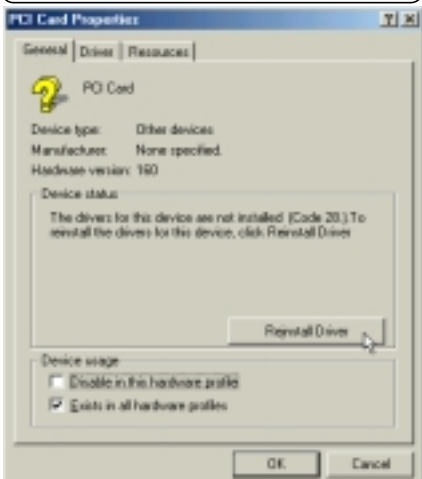 PCI Card Properties
? X
General Driver Resources
PCI Card
Device type: Other devices
Manufacturer: None specified.
Hardware version: 160
Device status
The drivers for this device are not installed. (Code 28.) To
reinstall the drivers for this device, click Reinstall Driver
Reinstall Driver
Device usage
Disable in this hardware profile
Exists in all hardware profiles
OK Cancel